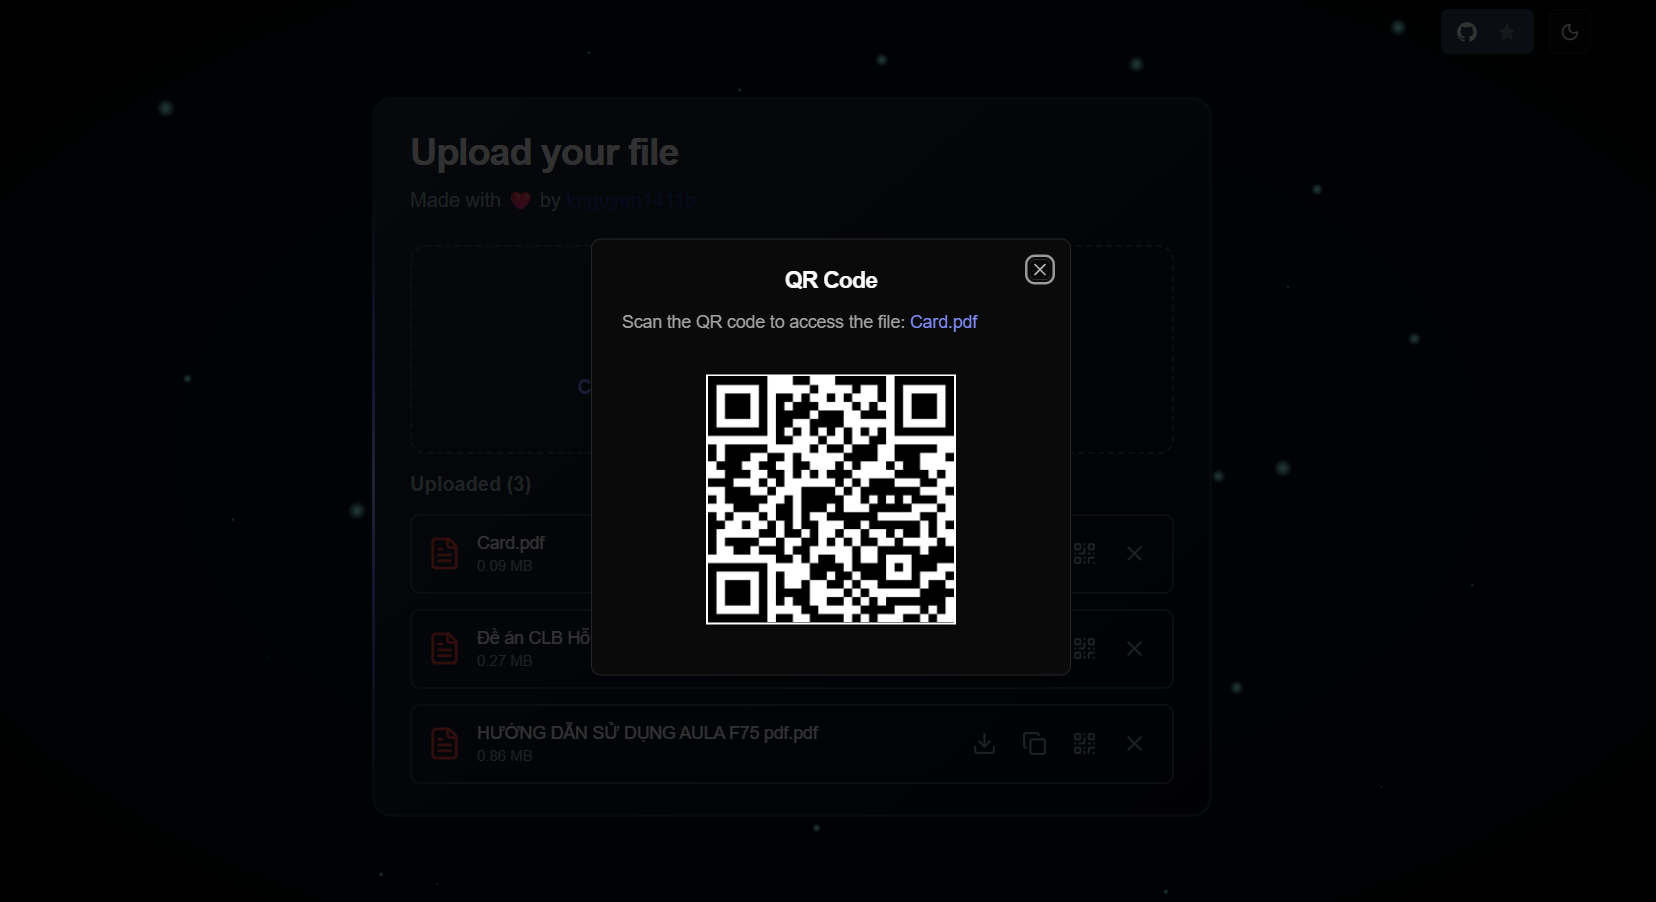 Upload your file
Made with ❤️ by knguyen1411b
QR Code
Scan the QR code to access the file: Card.pdf
C
Uploaded (3)
Card.pdf
0.09 MB
Đề án CLB Hỗ
0.27 MB
HƯỚNG DẪN SỬ DỤNG AULA F75 pdf.pdf
0.86 MB